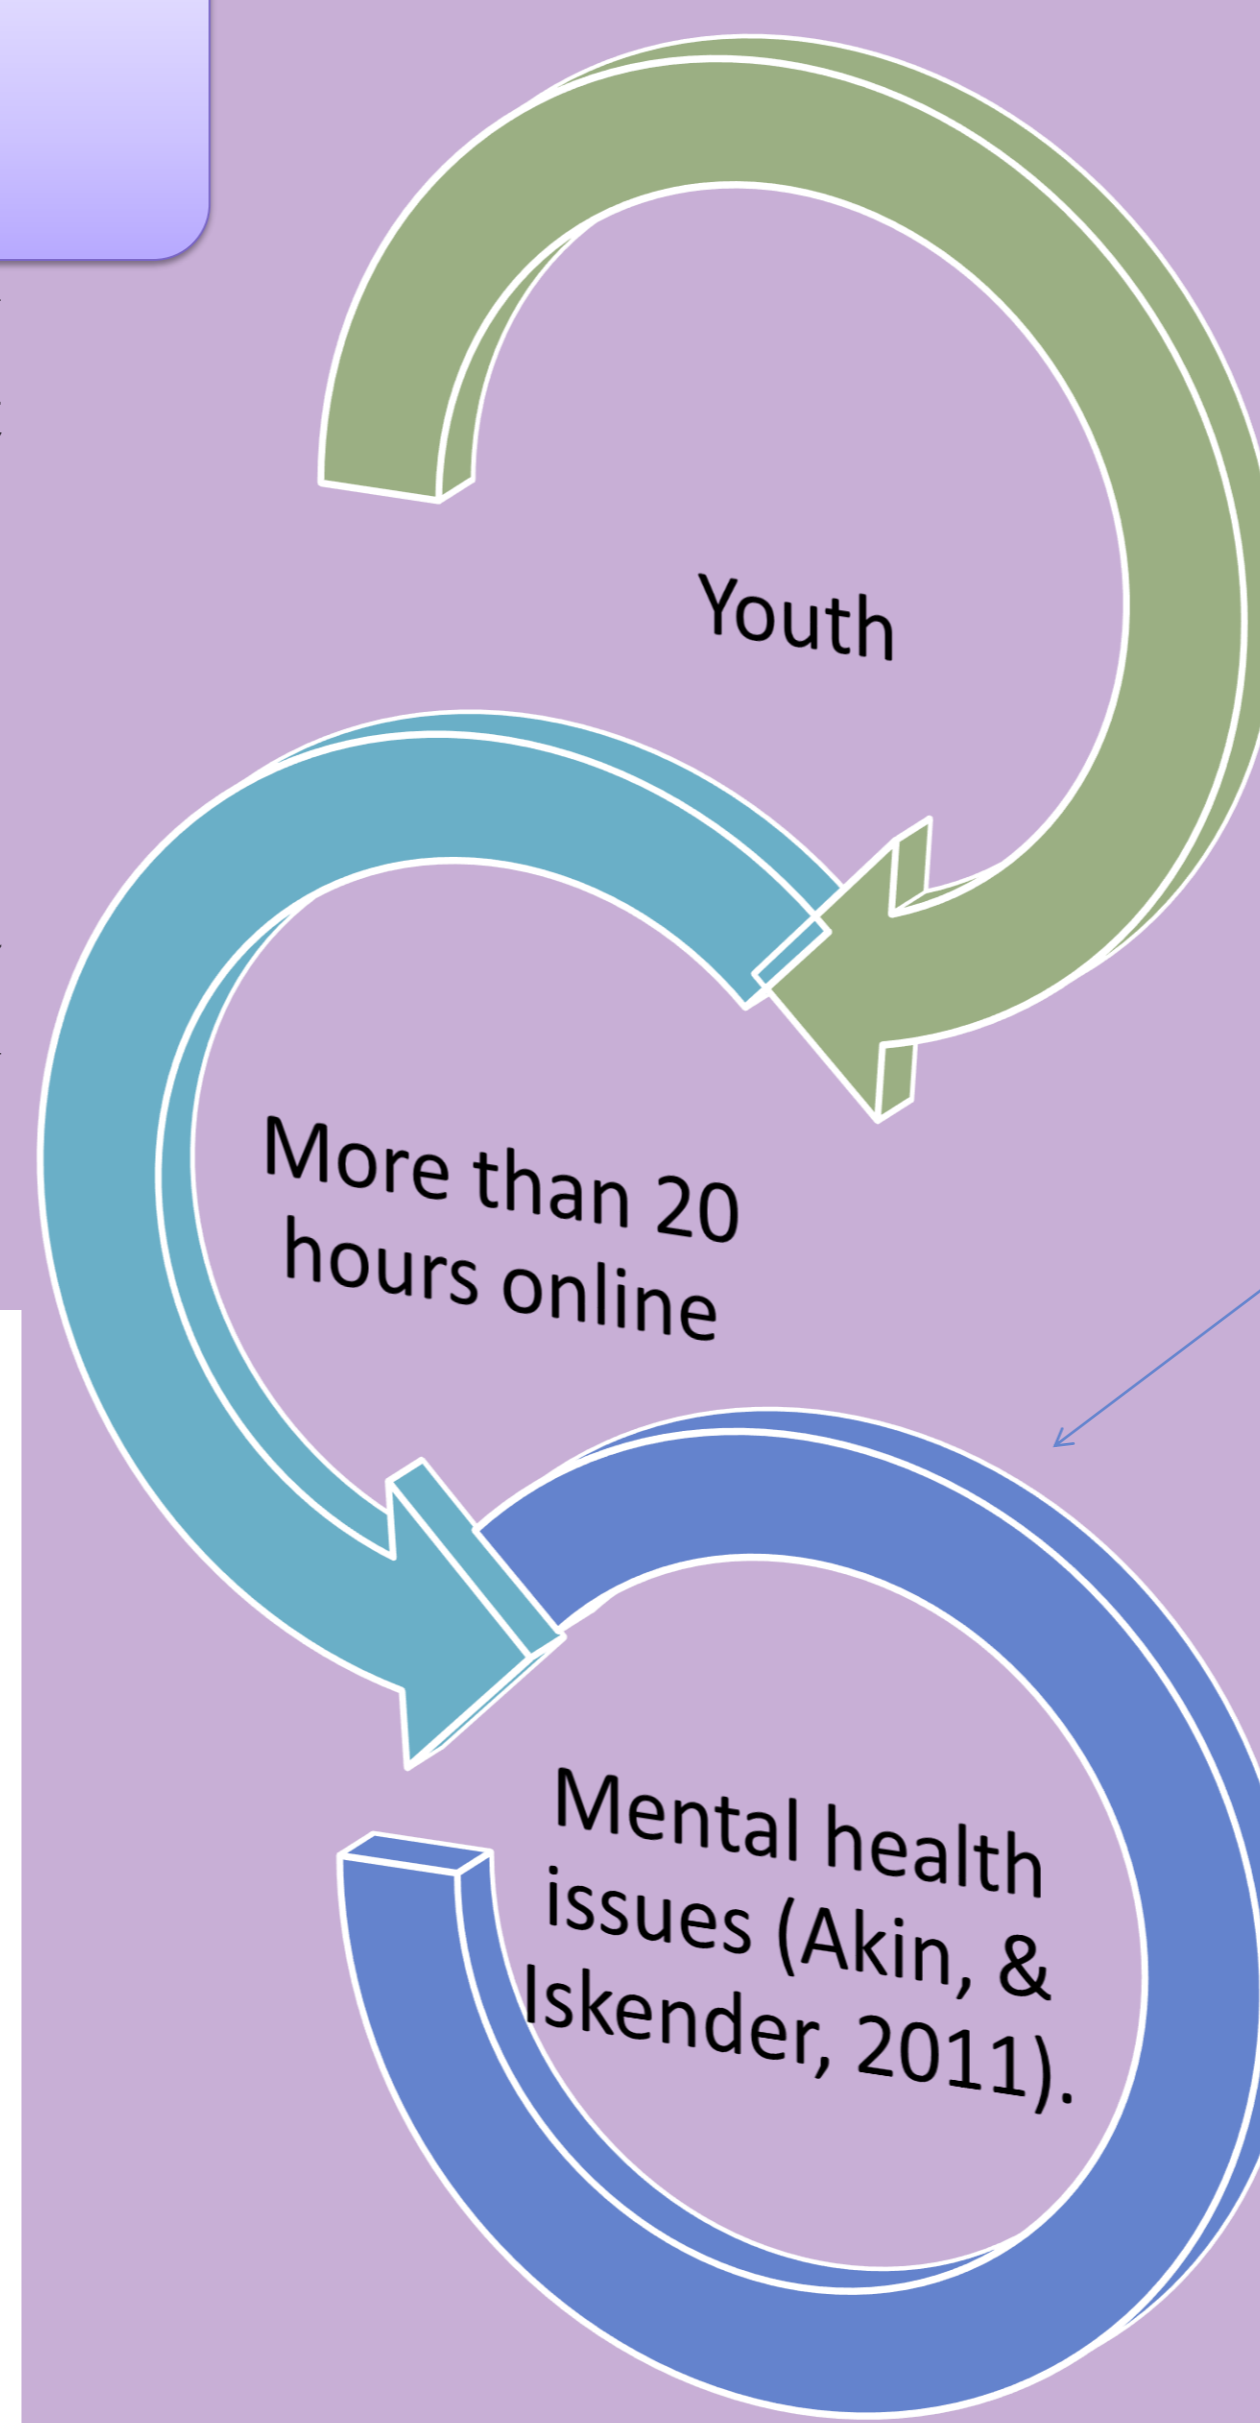 Youth
More than 20
hours online
Mental health
issues (Akin, &
Iskender, 2011).